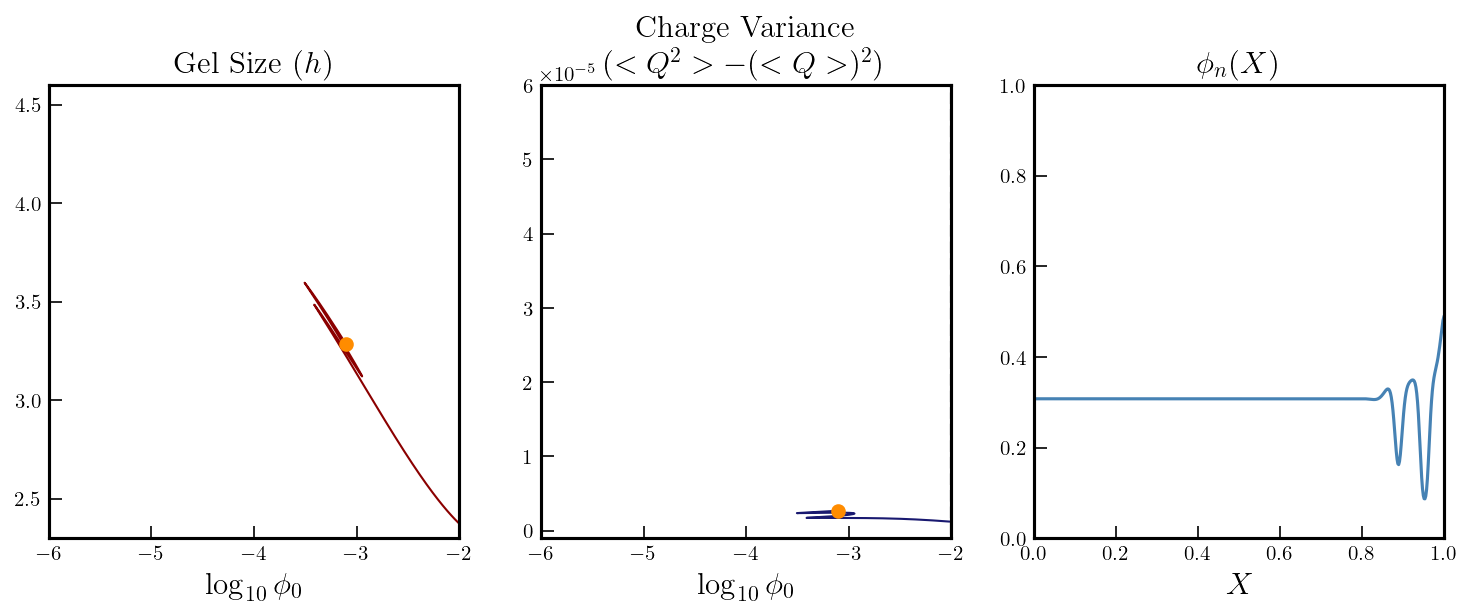 Gel Size (h)
4.5
4.0
3.5
3.0
2.5
−6 −5 −4 −3 −2
log₁₀ ϕ₀
Charge Variance
(< Q² > −(< Q >)²)
×10⁻⁵
6
5
4
3
2
1
0
−6 −5 −4 −3 −2
log₁₀ ϕ₀
ϕₙ(X)
1.0
0.8
0.6
0.4
0.2
0.0
0.0 0.2 0.4 0.6 0.8 1.0
X